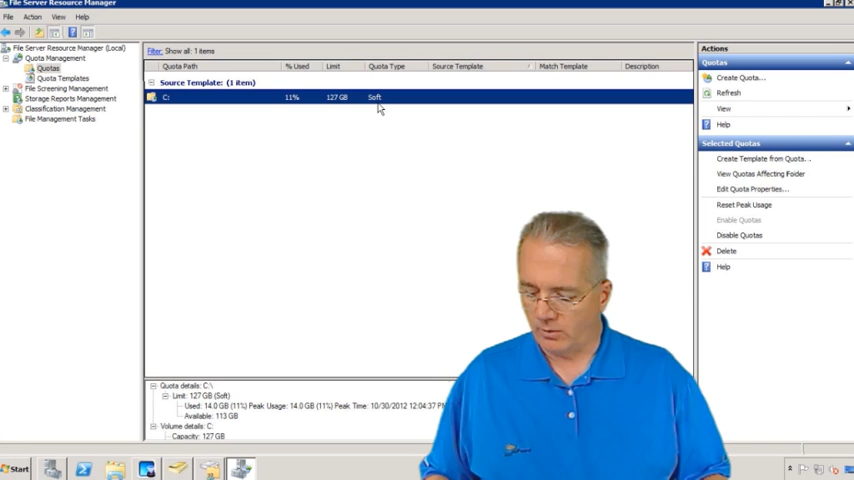 File Server Resource Manager
File Action View Help
File Server Resource Manager (Local)
Quota Management
Quotas
Quota Templates
File Screening Management
Storage Reports Management
Classification Management
File Management Tasks
Filter: Show all: 1 items
Quota Path % Used Limit Quota Type Source Template Match Template Description
Source Template: (1 item)
C: 11% 127 GB Soft
Quota details: C:\
Limit: 127 GB (Soft)
Used: 14.0 GB (11%) Peak Usage: 14.0 GB (11%) Peak Time: 10/30/2012 12:04:37 P
Available: 113 GB
Volume details: C:
Capacity: 127 GB
Actions
Quotas
Create Quota...
Refresh
View
Help
Selected Quotas
Create Template from Quota...
View Quotas Affecting Folder
Edit Quota Properties...
Reset Peak Usage
Enable Quotas
Disable Quotas
Delete
Help
Start